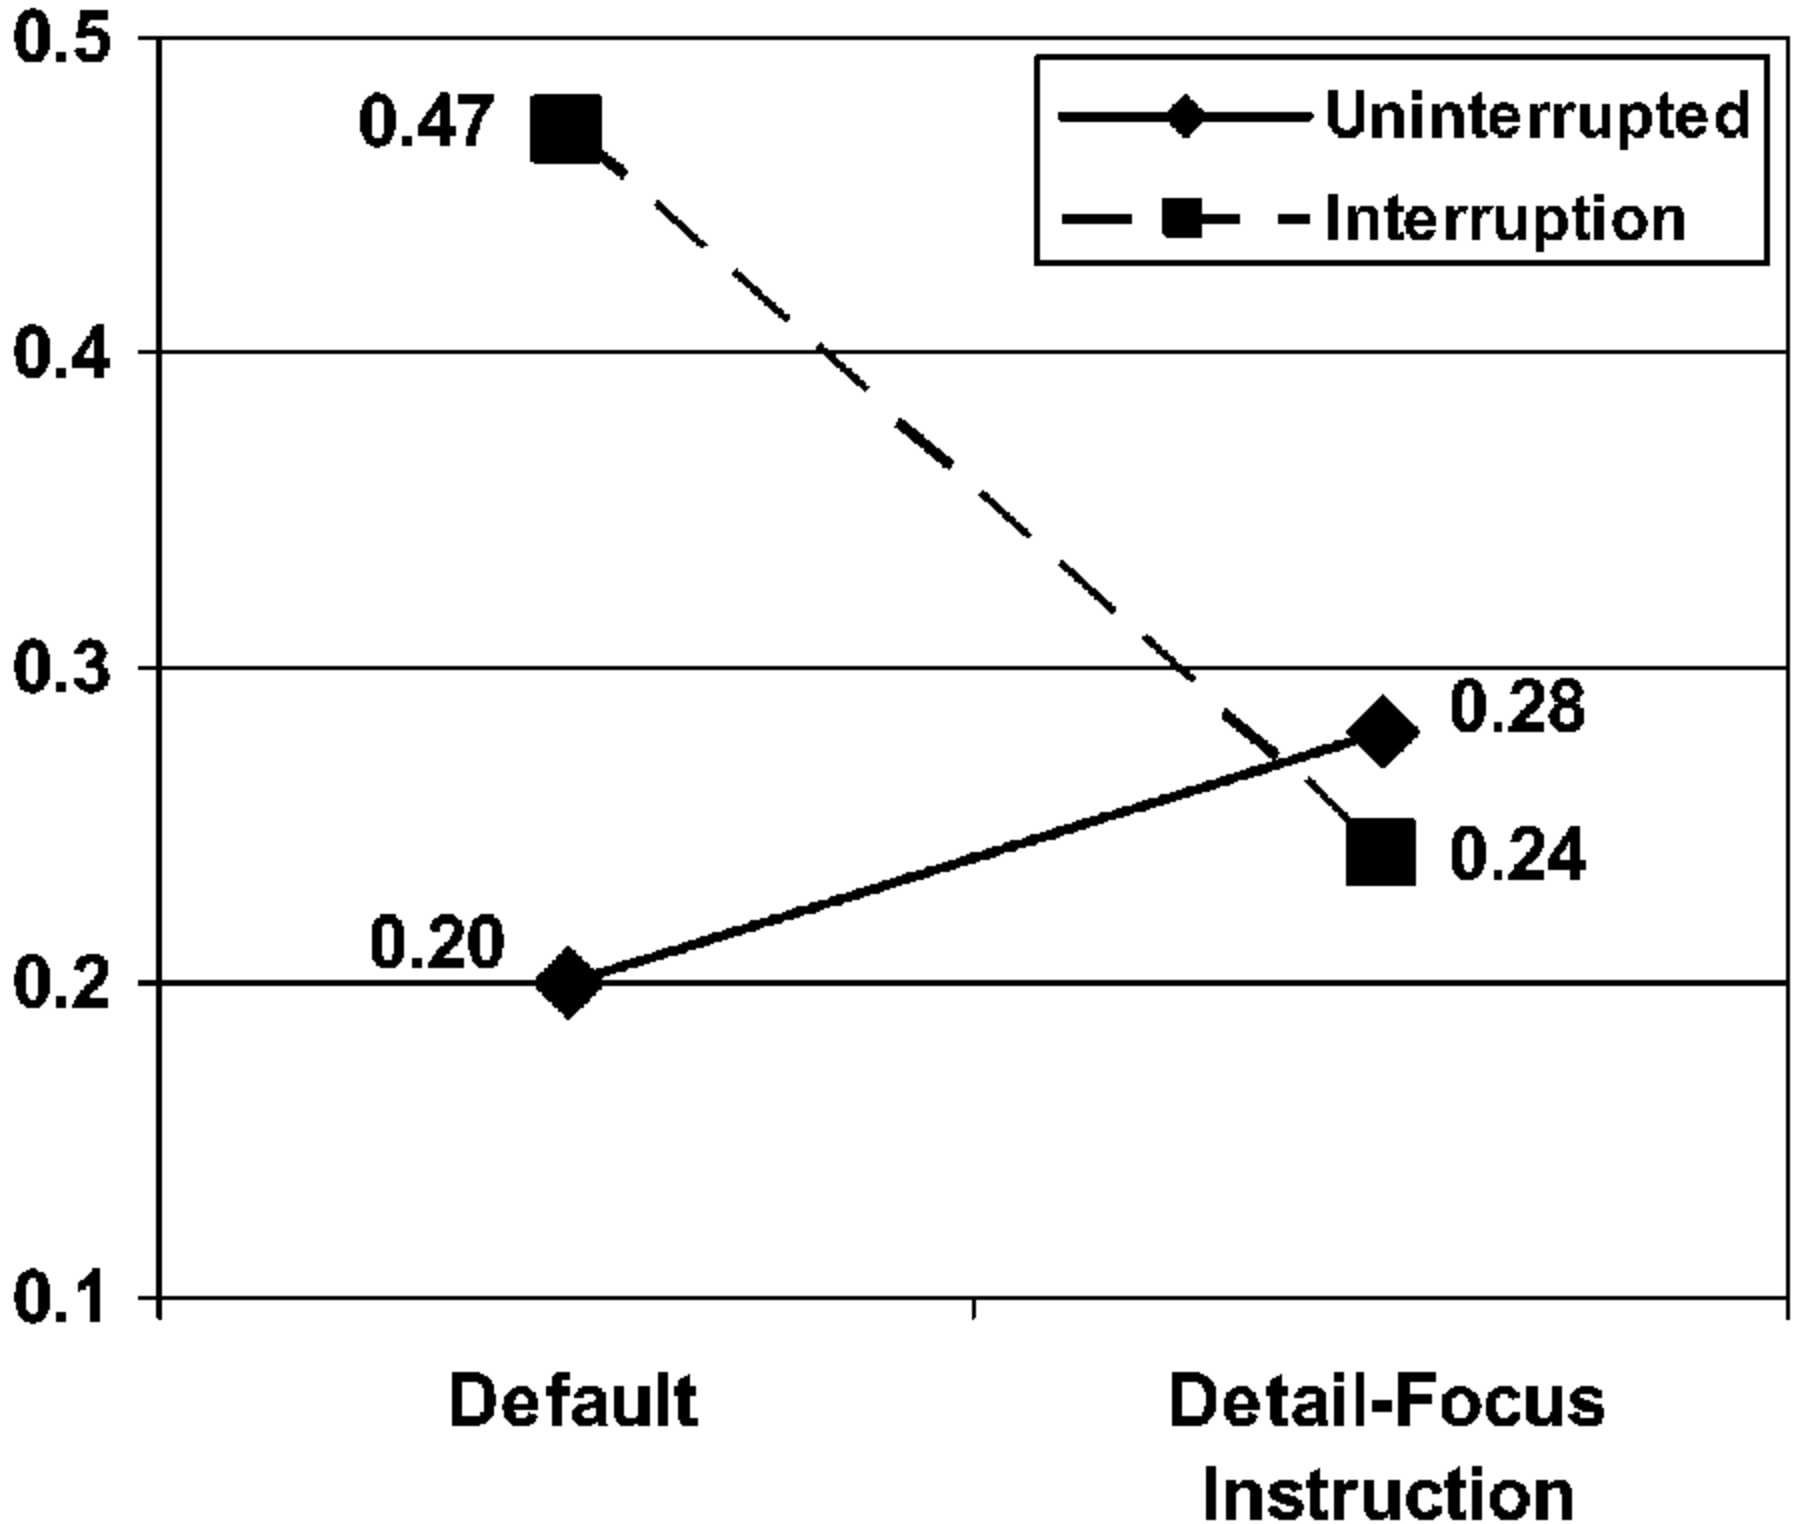 0.5
0.47
Uninterrupted
Interruption
0.4
0.3
0.28
0.24
0.20
0.2
0.1
Default
Detail-Focus
Instruction